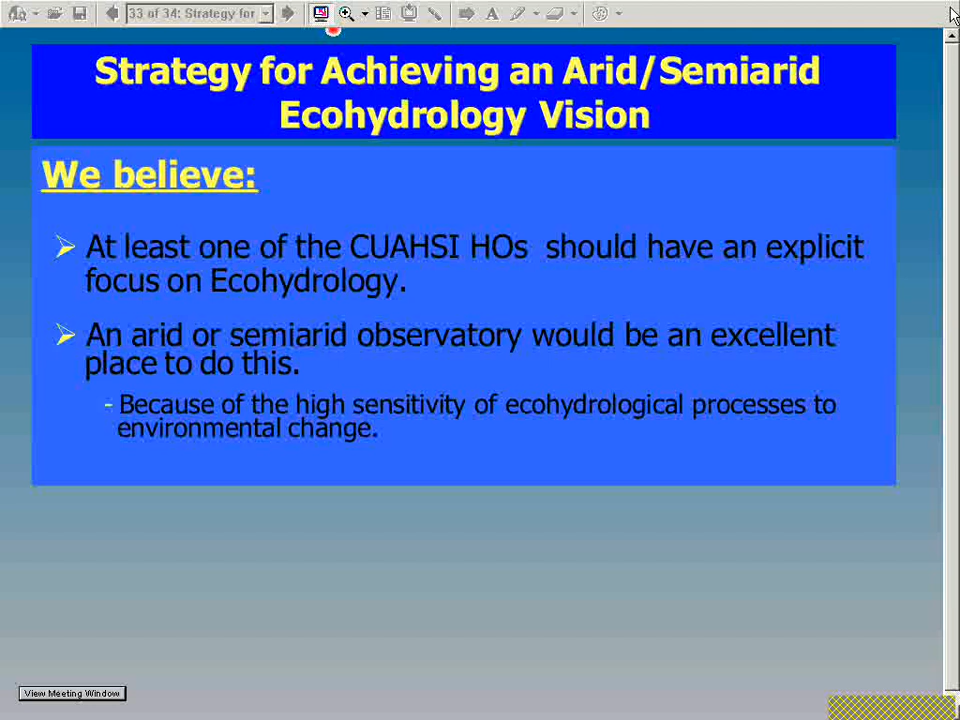 33 of 34: Strategy for
Strategy for Achieving an Arid/Semiarid
Ecohydrology Vision
We believe:
At least one of the CUAHSI HOs should have an explicit
focus on Ecohydrology.
An arid or semiarid observatory would be an excellent
place to do this.
- Because of the high sensitivity of ecohydrological processes to
environmental change.
View Meeting Window